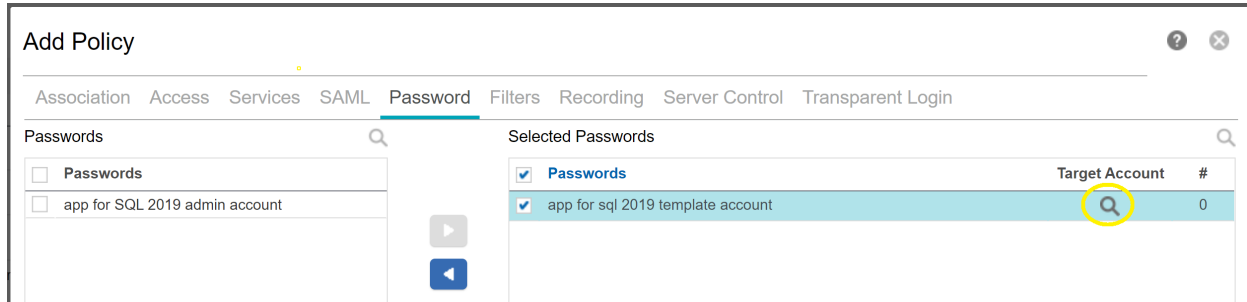 Add Policy
Association Access Services SAML Password Filters Recording Server Control Transparent Login
Passwords
Selected Passwords
Passwords
app for SQL 2019 admin account
Passwords Target Account #
app for sql 2019 template account 0